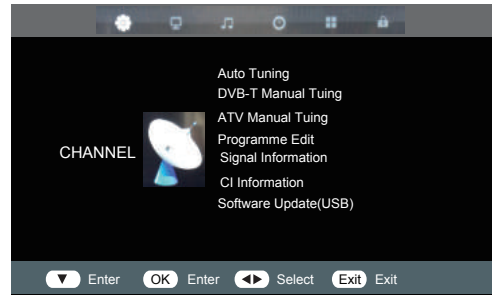 Auto Tuning
DVB-T Manual Tuing
ATV Manual Tuing
CHANNEL
Programme Edit
Signal Information
CI Information
Software Update(USB)
▼ Enter OK Enter ◀▶ Select Exit Exit